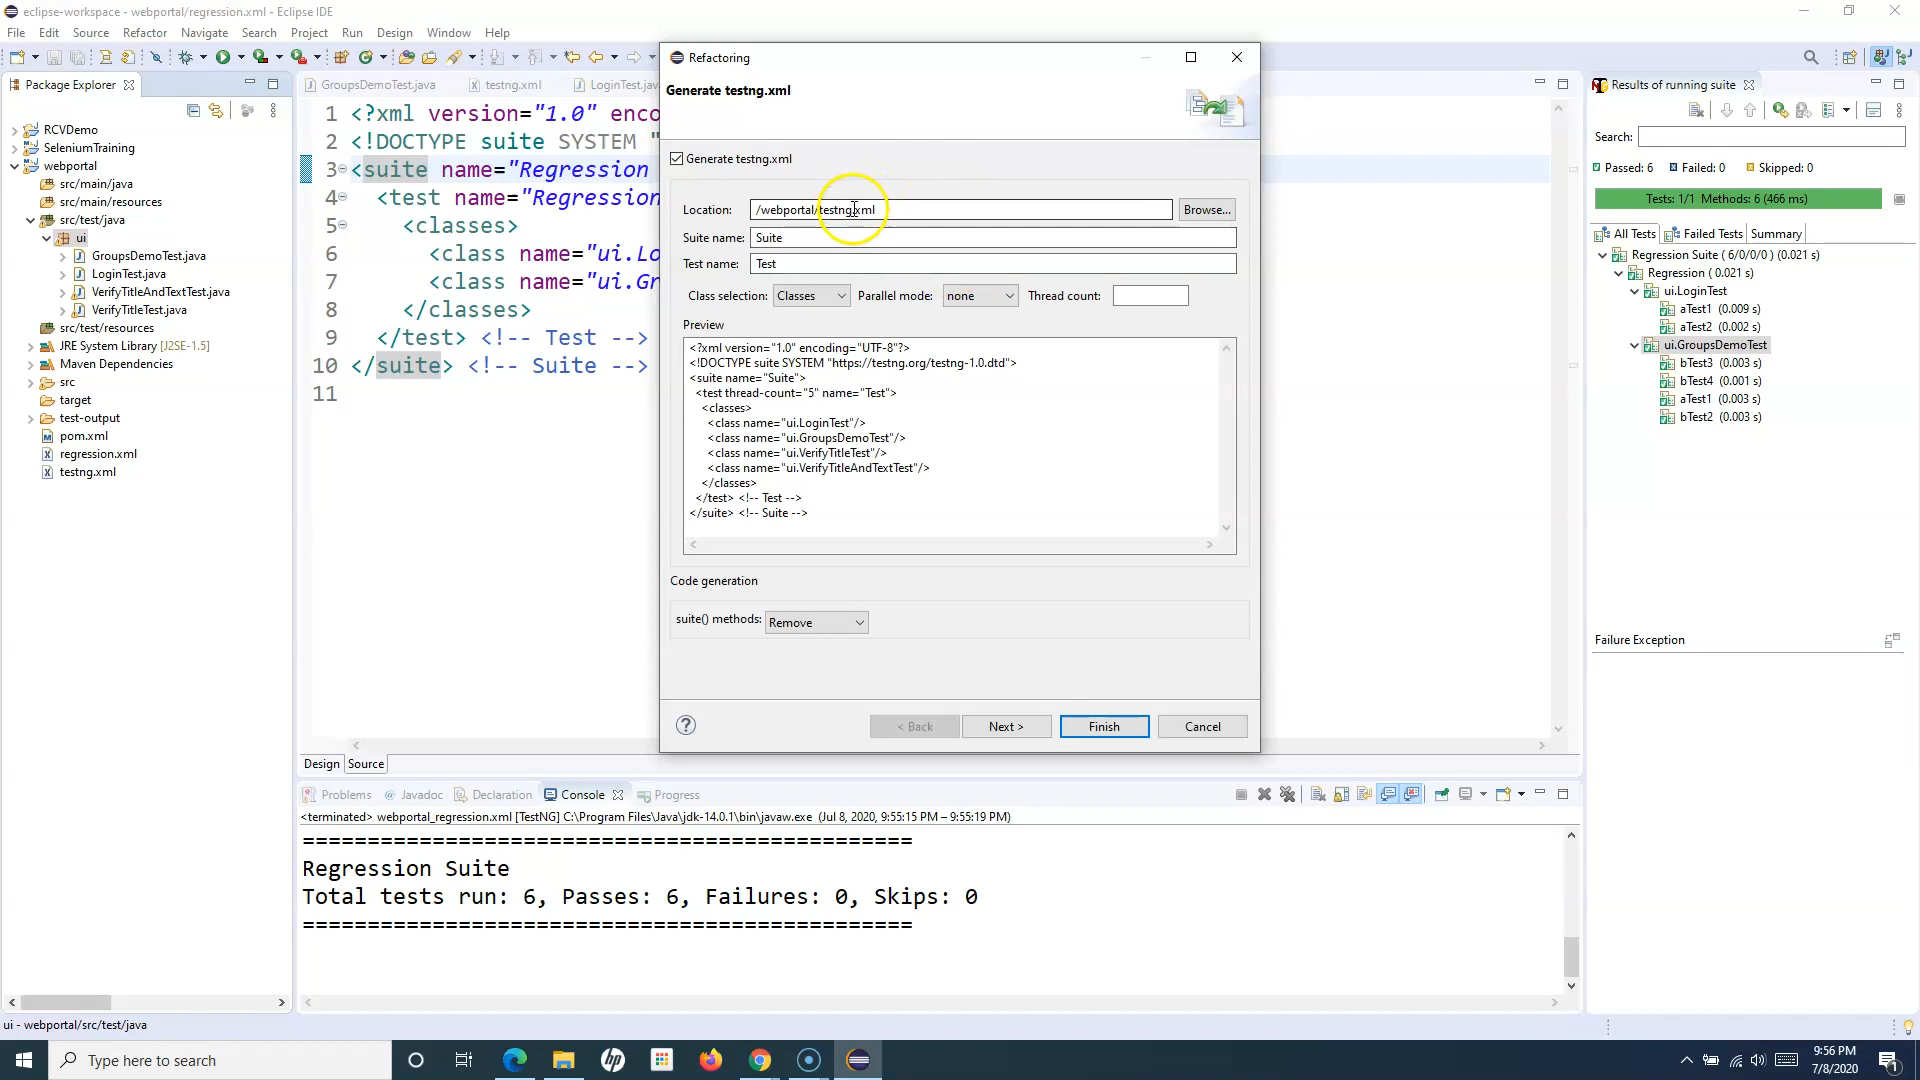 eclipse-workspace - webportal/regression.xml - Eclipse IDE
File Edit Source Refactor Navigate Search Project Run Design Window Help
Package Explorer
RCVDemo
SeleniumTraining
webportal
src/main/java
src/main/resources
src/test/java
ui
GroupsDemoTest.java
LoginTest.java
VerifyTitleAndTextTest.java
VerifyTitleTest.java
src/test/resources
JRE System Library [J2SE-1.5]
Maven Dependencies
src
target
test-output
pom.xml
regression.xml
testng.xml
GroupsDemoTest.java testng.xml LoginTest.jav
1 <?xml version="1.0" enco
2 <!DOCTYPE suite SYSTEM "
3 <suite name="Regression
4 <test name="Regression
5 <classes>
6 <class name="ui.Lo
7 <class name="ui.Gr
8 </classes>
9 </test> <!-- Test -->
10 </suite> <!-- Suite -->
11
Design Source
Refactoring
Generate testng.xml
Generate testng.xml
Location: /webportal/testng.xml Browse...
Suite name: Suite
Test name: Test
Class selection: Classes Parallel mode: none Thread count:
Preview
<?xml version="1.0" encoding="UTF-8"?>
<!DOCTYPE suite SYSTEM "https://testng.org/testng-1.0.dtd">
<suite name="Suite">
<test thread-count="5" name="Test">
<classes>
<class name="ui.LoginTest"/>
<class name="ui.GroupsDemoTest"/>
<class name="ui.VerifyTitleTest"/>
<class name="ui.VerifyTitleAndTextTest"/>
</classes>
</test> <!-- Test -->
</suite> <!-- Suite -->
Code generation
suite() methods: Remove
? < Back Next > Finish Cancel
Results of running suite
Search:
Passed: 6 Failed: 0 Skipped: 0
Tests: 1/1 Methods: 6 (466 ms)
All Tests Failed Tests Summary
Regression Suite ( 6/0/0/0 ) (0.021 s)
Regression ( 0.021 s)
ui.LoginTest
aTest1 (0.009 s)
aTest2 (0.002 s)
ui.GroupsDemoTest
bTest3 (0.003 s)
bTest4 (0.001 s)
aTest1 (0.003 s)
bTest2 (0.003 s)
Failure Exception
Problems @ Javadoc Declaration Console Progress
<terminated> webportal_regression.xml [TestNG] C:\Program Files\Java\jdk-14.0.1\bin\javaw.exe (Jul 8, 2020, 9:55:15 PM – 9:55:19 PM)
===============================================
Regression Suite
Total tests run: 6, Passes: 6, Failures: 0, Skips: 0
===============================================
ui - webportal/src/test/java
Type here to search
hp
9:56 PM
7/8/2020
1